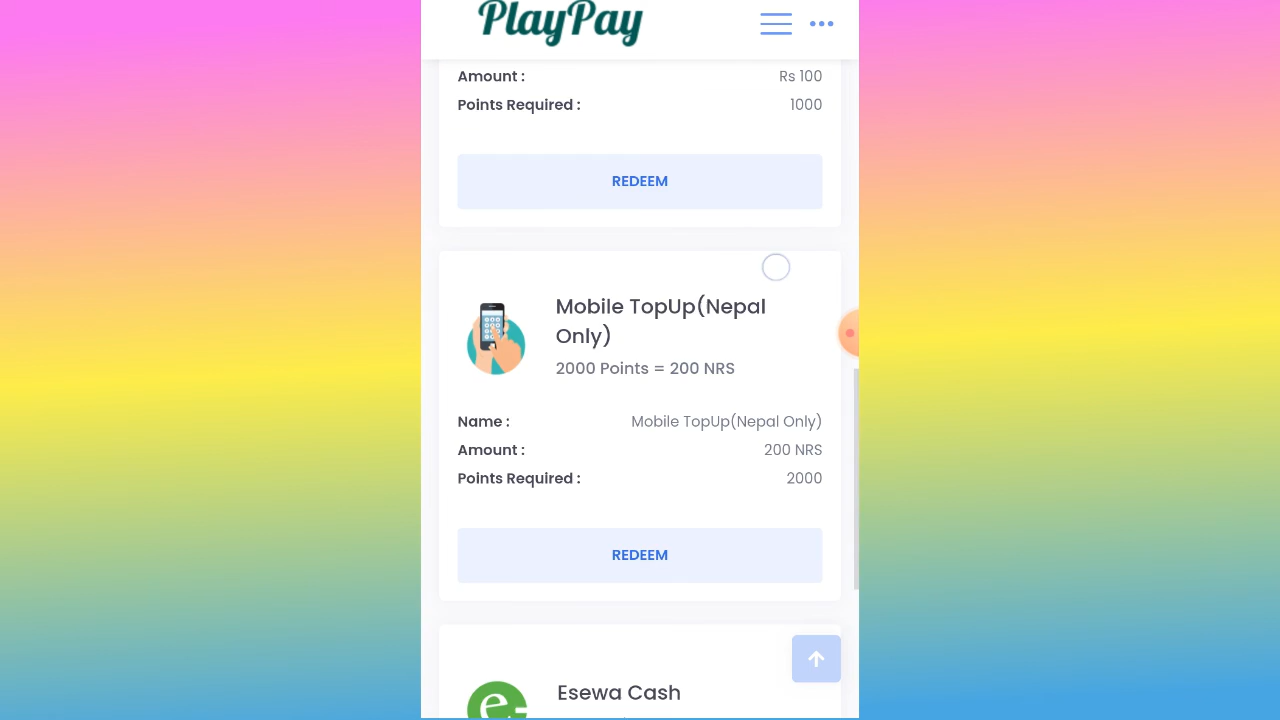 PlayPay
Amount : Rs 100
Points Required : 1000
REDEEM
Mobile TopUp(Nepal
Only)
2000 Points = 200 NRS
Name : Mobile TopUp(Nepal Only)
Amount : 200 NRS
Points Required : 2000
REDEEM
Esewa Cash